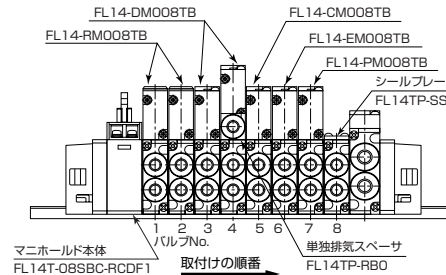 FL14-DM008TB
FL14-CM008TB
FL14-RM008TB
FL14-EM008TB
FL14-PM008TB
シールプレー
FL14TP-SS
1 2 3 4 5 6 7 8
バルブNo.
マニホールド本体
FL14T-08SBC-RCDF1
単独排気スペーサ
FL14TP-RB0
取付けの順番